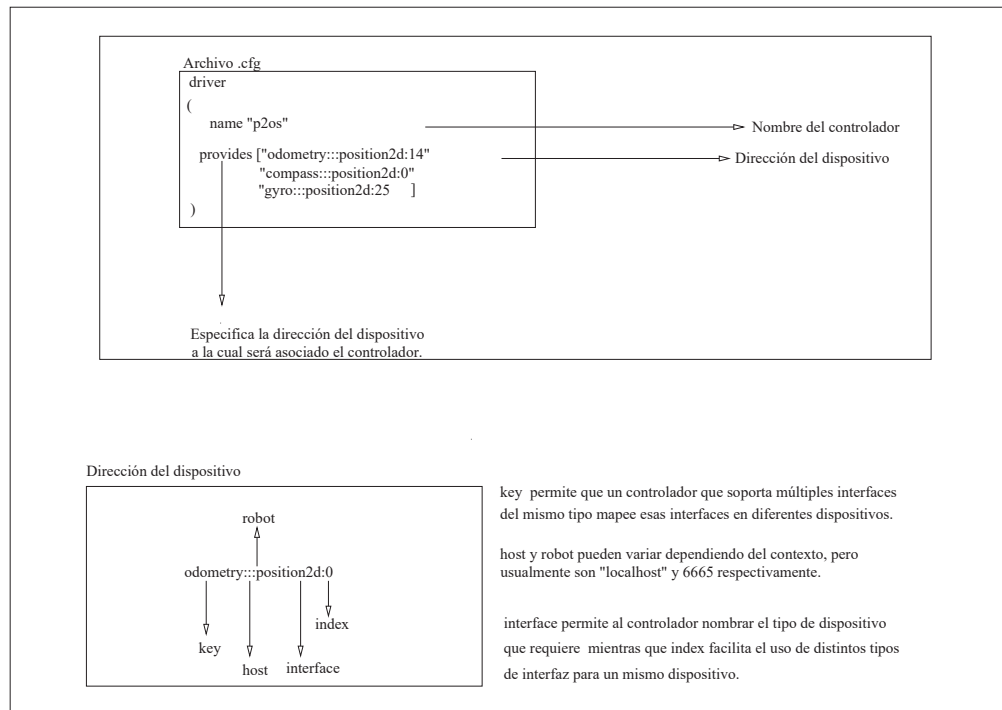 Archivo .cfg
driver
(
name "p2os"
Nombre del controlador
provides ["odometry:::position2d:14"
Dirección del dispositivo
"compass:::position2d:0"
"gyro:::position2d:25 ]
)
Especifica la dirección del dispositivo
a la cual será asociado el controlador.
Dirección del dispositivo
robot
odometry:::position2d:0
index
key
host
interface
key permite que un controlador que soporta múltiples interfaces
del mismo tipo mapee esas interfaces en diferentes dispositivos.
host y robot pueden variar dependiendo del contexto, pero
usualmente son "localhost" y 6665 respectivamente.
interface permite al controlador nombrar el tipo de dispositivo
que requiere mientras que index facilita el uso de distintos tipos
de interfaz para un mismo dispositivo.